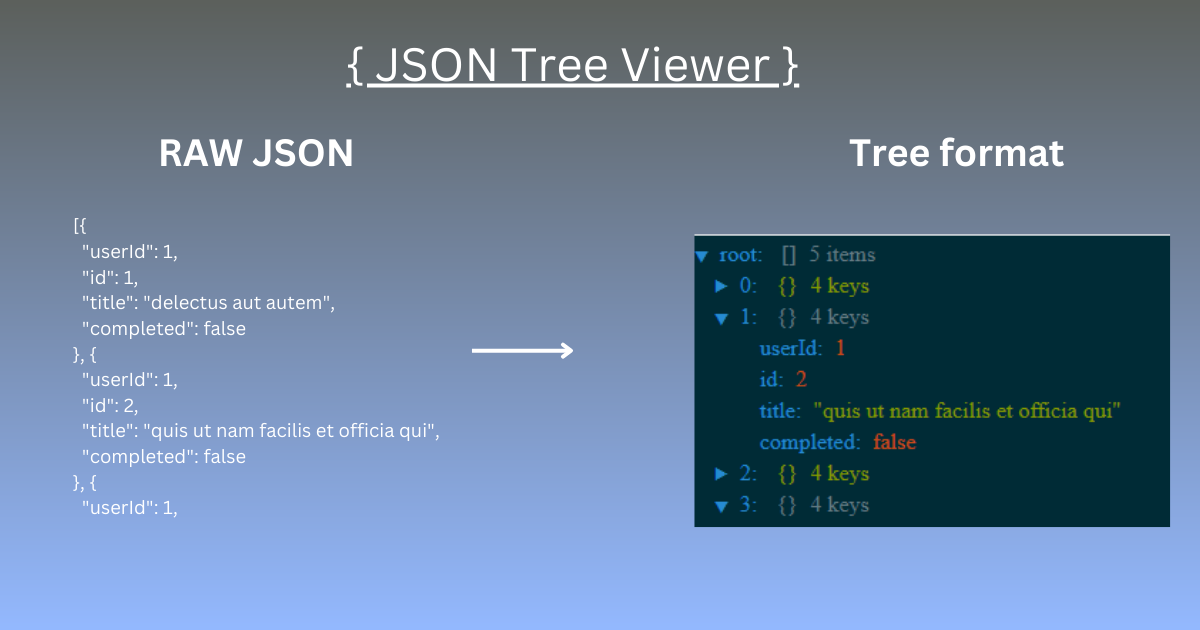 { JSON Tree Viewer }
RAW JSON
[{
  "userId": 1,
  "id": 1,
  "title": "delectus aut autem",
  "completed": false
}, {
  "userId": 1,
  "id": 2,
  "title": "quis ut nam facilis et officia qui",
  "completed": false
}, {
  "userId": 1,
Tree format
▼ root: [] 5 items
▶ 0: {} 4 keys
▼ 1: {} 4 keys
userId: 1
id: 2
title: "quis ut nam facilis et officia qui"
completed: false
▶ 2: {} 4 keys
▼ 3: {} 4 keys